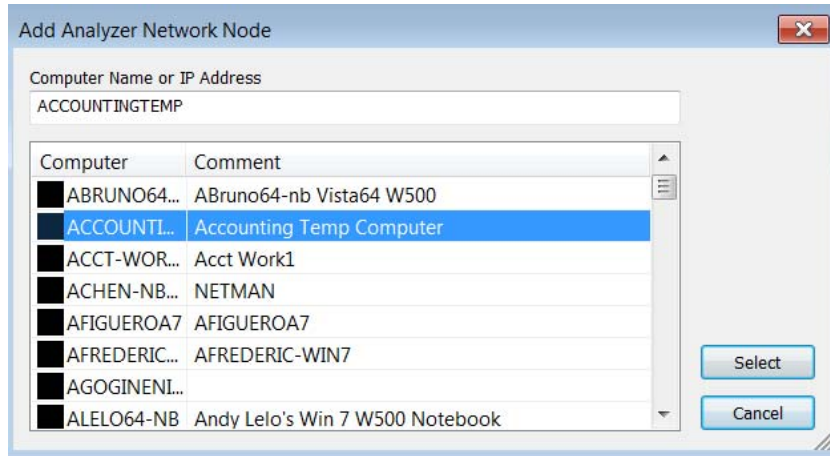 Add Analyzer Network Node
Computer Name or IP Address
ACCOUNTINGTEMP
Computer Comment
ABRUNO64... ABruno64-nb Vista64 W500
ACCOUNTI... Accounting Temp Computer
ACCT-WOR... Acct Work1
ACHEN-NB... NETMAN
AFIGUEROA7 AFIGUEROA7
AFREDERIC... AFREDERIC-WIN7
AGOGINENI...
ALELO64-NB Andy Lelo's Win 7 W500 Notebook
Select
Cancel